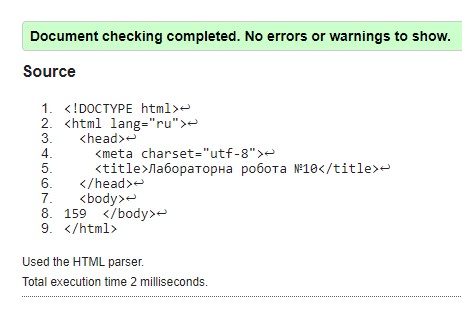 Document checking completed. No errors or warnings to show.
Source
1. <!DOCTYPE html>↩
2. <html lang="ru">↩
3.   <head>↩
4.     <meta charset="utf-8">↩
5.     <title>Лабораторна робота №10</title>↩
6.   </head>↩
7.   <body>↩
8. 159  </body>↩
9. </html>
Used the HTML parser.
Total execution time 2 milliseconds.